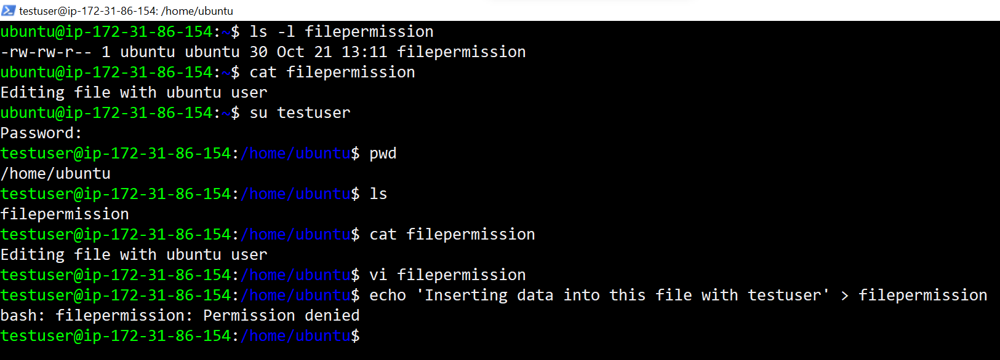 testuser@ip-172-31-86-154: /home/ubuntu
ubuntu@ip-172-31-86-154:~$ ls -l filepermission
-rw-rw-r-- 1 ubuntu ubuntu 30 Oct 21 13:11 filepermission
ubuntu@ip-172-31-86-154:~$ cat filepermission
Editing file with ubuntu user
ubuntu@ip-172-31-86-154:~$ su testuser
Password:
testuser@ip-172-31-86-154:/home/ubuntu$ pwd
/home/ubuntu
testuser@ip-172-31-86-154:/home/ubuntu$ ls
filepermission
testuser@ip-172-31-86-154:/home/ubuntu$ cat filepermission
Editing file with ubuntu user
testuser@ip-172-31-86-154:/home/ubuntu$ vi filepermission
testuser@ip-172-31-86-154:/home/ubuntu$ echo 'Inserting data into this file with testuser' > filepermission
bash: filepermission: Permission denied
testuser@ip-172-31-86-154:/home/ubuntu$